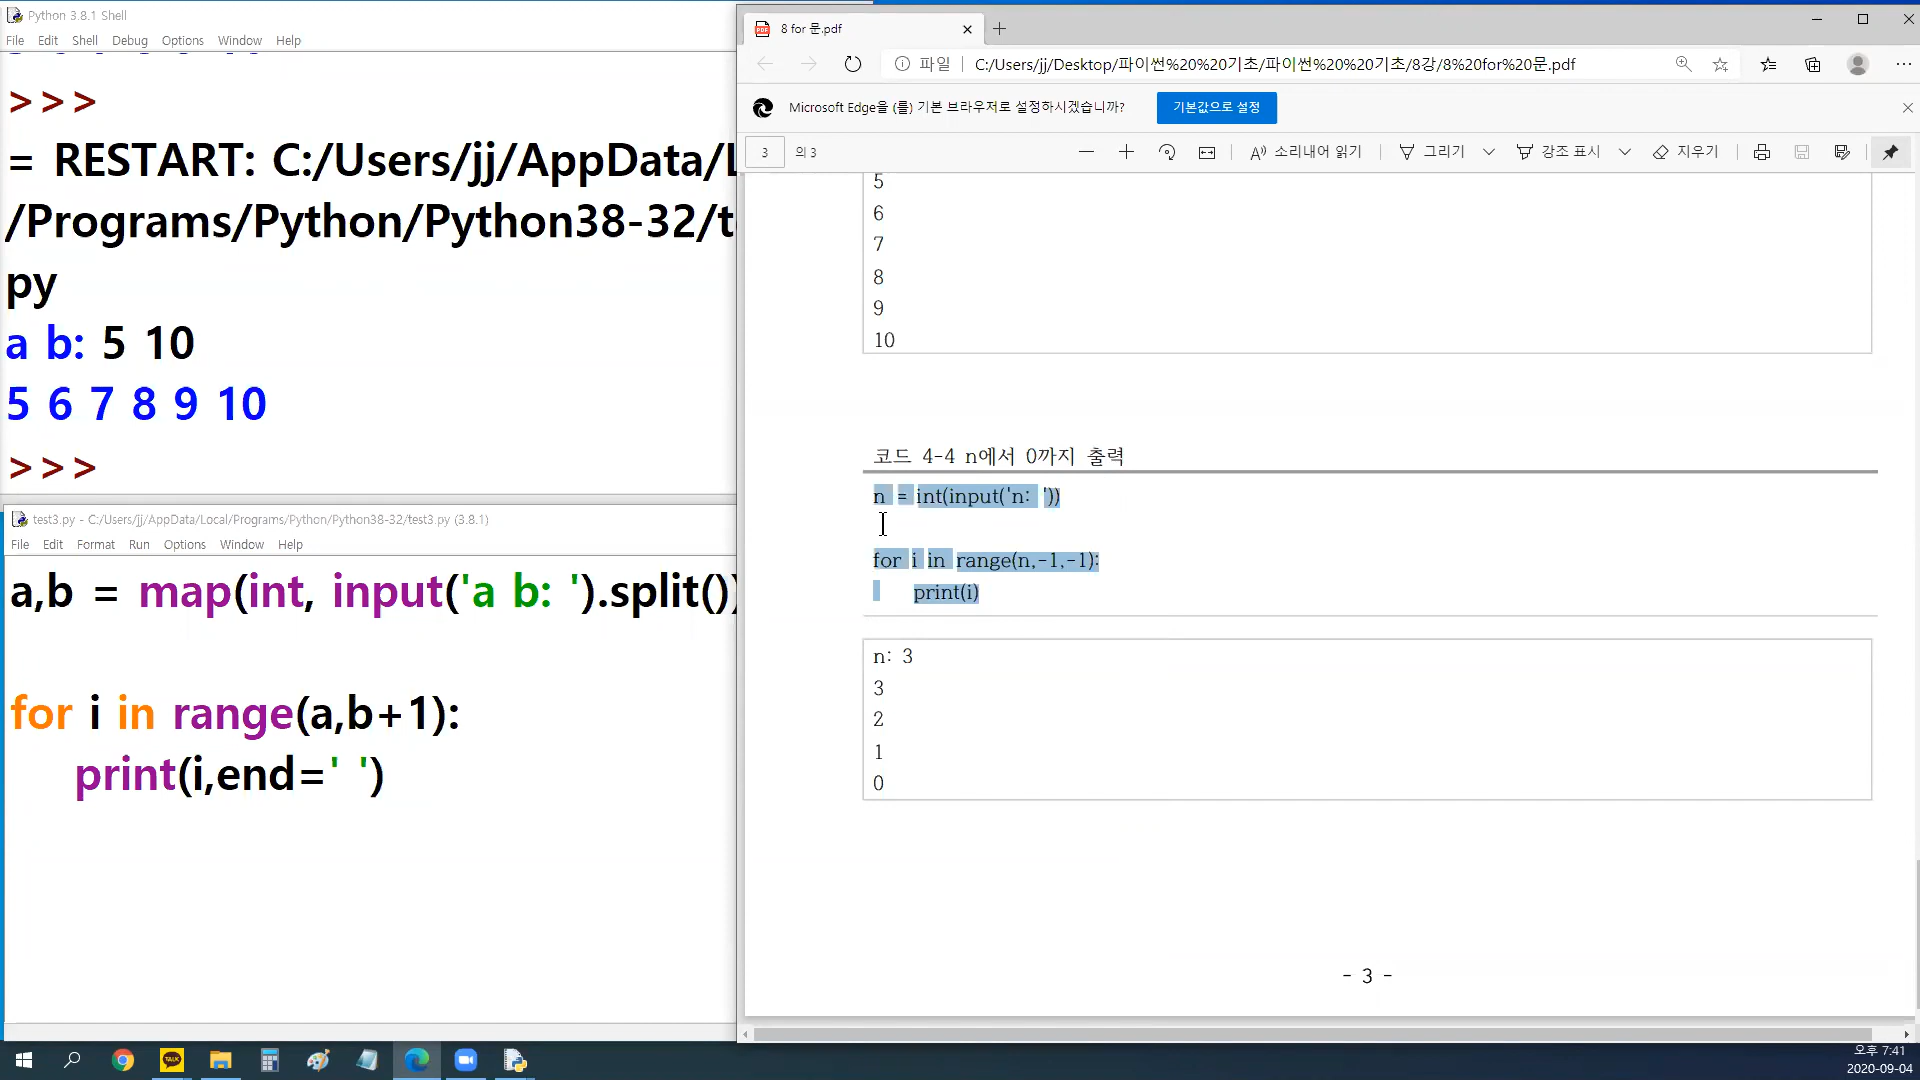 Python 3.8.1 Shell
File Edit Shell Debug Options Window Help
>>>
= RESTART: C:/Users/jj/AppData/L
/Programs/Python/Python38-32/t
py
a b: 5 10
5 6 7 8 9 10
>>>
test3.py - C:/Users/jj/AppData/Local/Programs/Python/Python38-32/test3.py (3.8.1)
File Edit Format Run Options Window Help
a,b = map(int, input('a b: ').split())
for i in range(a,b+1):
print(i,end=' ')
8 for 문.pdf
파일 C:/Users/jj/Desktop/파이썬%20%20기초/파이썬%20%20기초/8강/8%20for%20문.pdf
Microsoft Edge을 (를) 기본 브라우저로 설정하시겠습니까? 기본값으로 설정
3 의 3 소리내어 읽기 그리기 강조 표시 지우기
5
6
7
8
9
10
코드 4-4 n에서 0까지 출력
n = int(input('n: '))
for i in range(n,-1,-1):
print(i)
n: 3
3
2
1
0
- 3 -
TALK
오후 7:41
2020-09-04